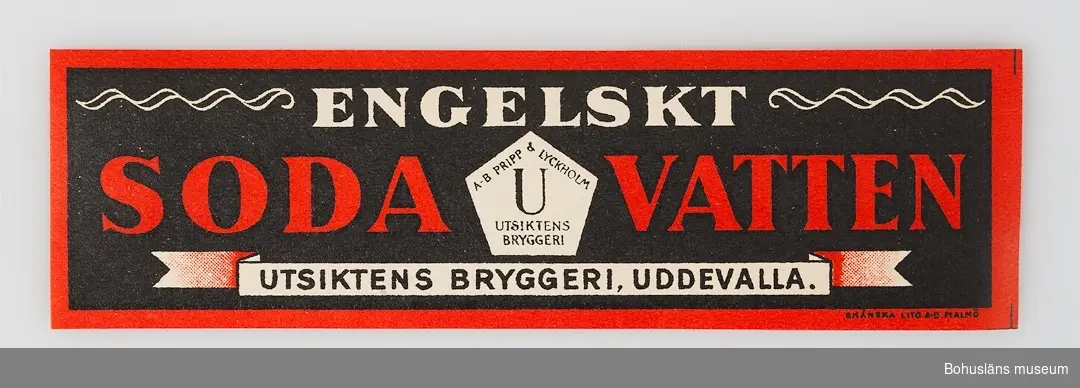 ENGELSKT
SODA VATTEN
A-B PRIPP & LYCKHOLM
U
UTSIKTENS
BRYGGERI
UTSIKTENS BRYGGERI, UDDEVALLA.
SKÅNSKA LITO. A-B. MALMÖ
Bohusläns museum